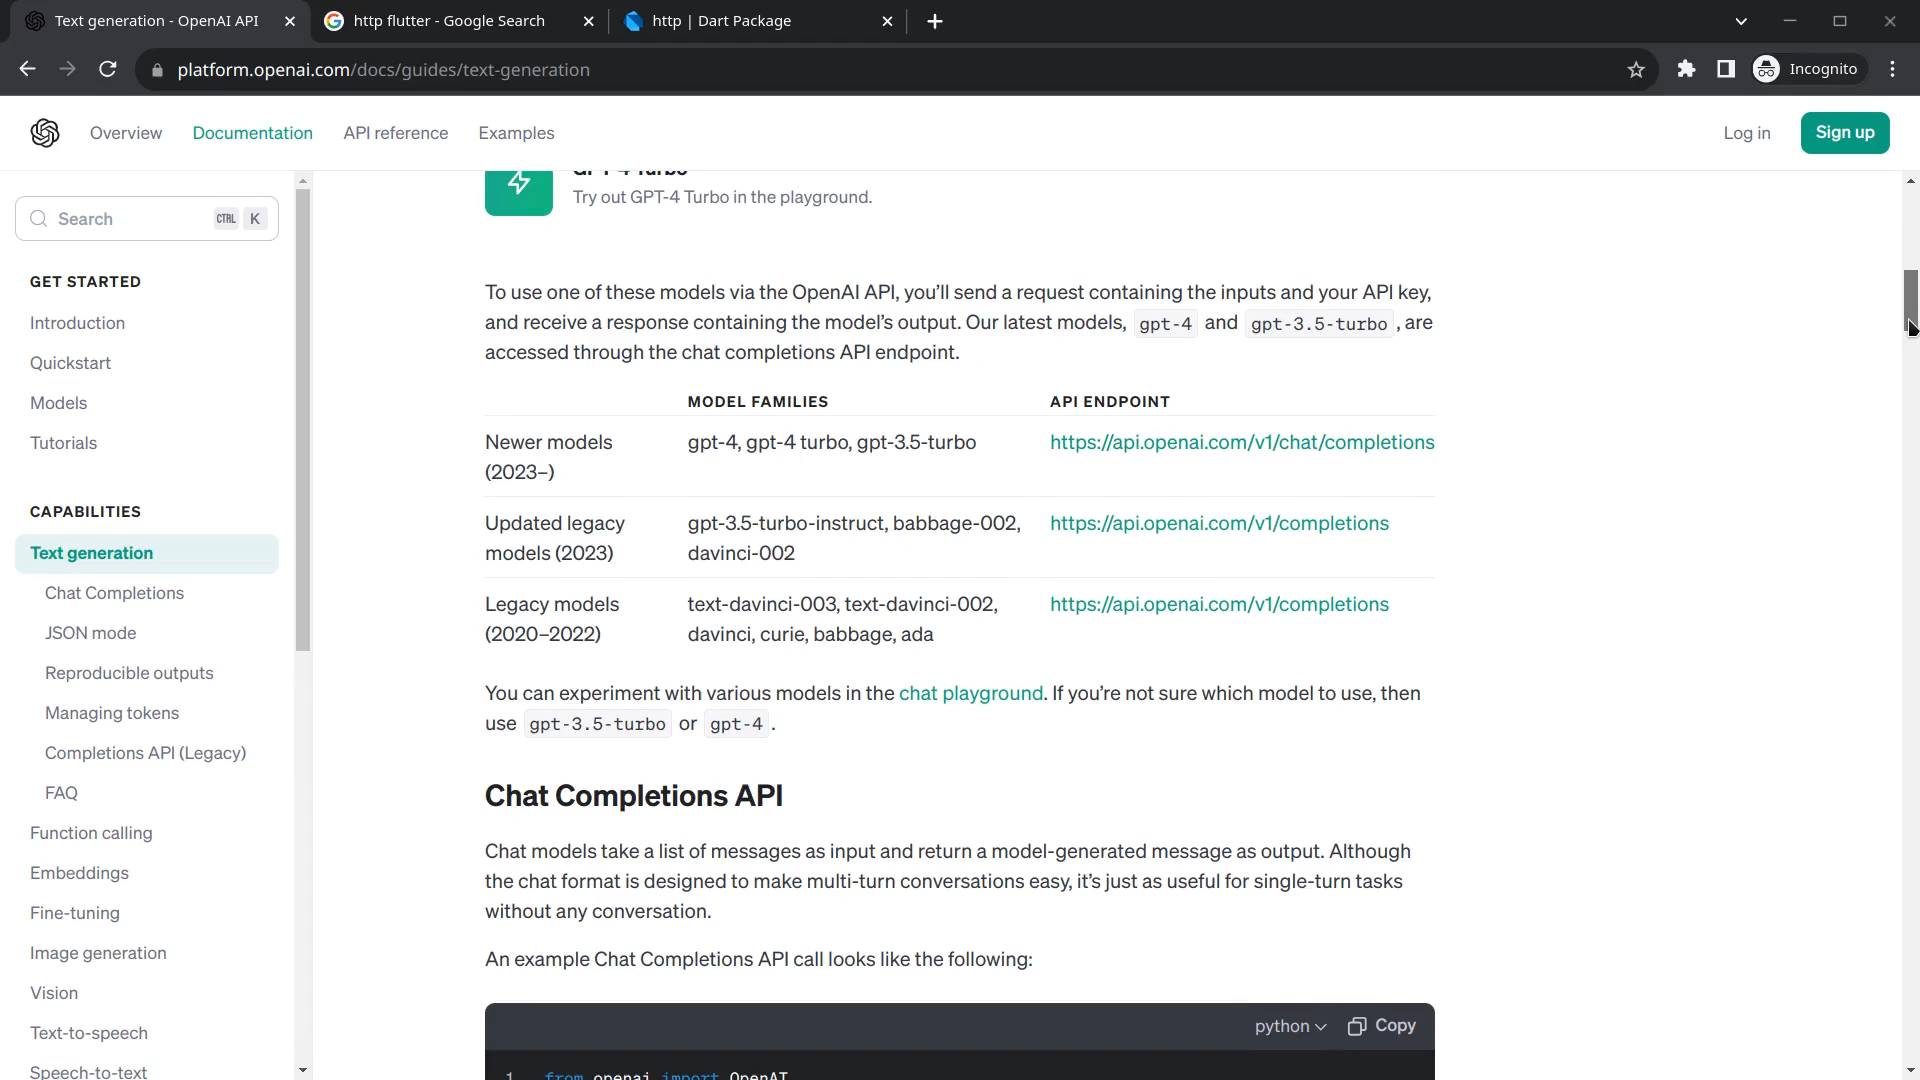 Text generation - OpenAI API
http flutter - Google Search
http | Dart Package
platform.openai.com/docs/guides/text-generation
Incognito
Overview
Documentation
API reference
Examples
Log in
Sign up
Search
CTRL K
GET STARTED
Introduction
Quickstart
Models
Tutorials
CAPABILITIES
Text generation
Chat Completions
JSON mode
Reproducible outputs
Managing tokens
Completions API (Legacy)
FAQ
Function calling
Embeddings
Fine-tuning
Image generation
Vision
Text-to-speech
Speech-to-text
GPT-4 Turbo
Try out GPT-4 Turbo in the playground.
To use one of these models via the OpenAI API, you’ll send a request containing the inputs and your API key,
and receive a response containing the model’s output. Our latest models, gpt-4 and gpt-3.5-turbo, are
accessed through the chat completions API endpoint.
MODEL FAMILIES API ENDPOINT
Newer models gpt-4, gpt-4 turbo, gpt-3.5-turbo https://api.openai.com/v1/chat/completions
(2023–)
Updated legacy gpt-3.5-turbo-instruct, babbage-002, https://api.openai.com/v1/completions
models (2023) davinci-002
Legacy models text-davinci-003, text-davinci-002, https://api.openai.com/v1/completions
(2020–2022) davinci, curie, babbage, ada
You can experiment with various models in the chat playground. If you’re not sure which model to use, then
use gpt-3.5-turbo or gpt-4.
Chat Completions API
Chat models take a list of messages as input and return a model-generated message as output. Although
the chat format is designed to make multi-turn conversations easy, it’s just as useful for single-turn tasks
without any conversation.
An example Chat Completions API call looks like the following:
python Copy
1 from openai import OpenAI